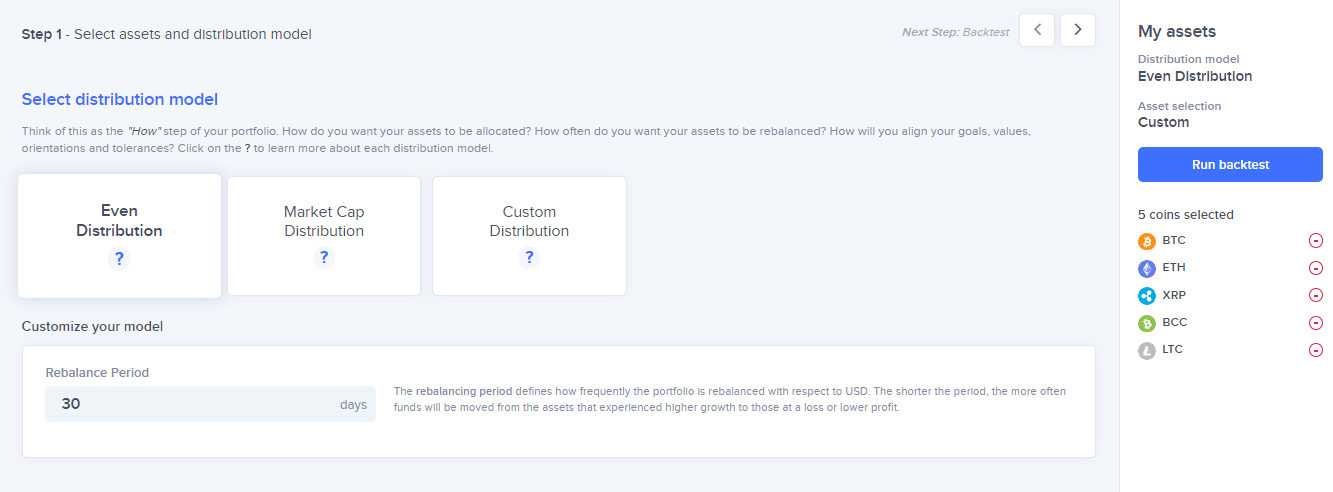 Step 1 - Select assets and distribution model
Next Step: Backtest
Select distribution model
Think of this as the "How" step of your portfolio. How do you want your assets to be allocated? How often do you want your assets to be rebalanced? How will you align your goals, values,
orientations and tolerances? Click on the ? to learn more about each distribution model.
Even
Distribution
?
Market Cap
Distribution
?
Custom
Distribution
?
Customize your model
Rebalance Period
30 days
The rebalancing period defines how frequently the portfolio is rebalanced with respect to USD. The shorter the period, the more often
funds will be moved from the assets that experienced higher growth to those at a loss or lower profit.
My assets
Distribution model
Even Distribution
Asset selection
Custom
Run backtest
5 coins selected
BTC
ETH
XRP
BCC
LTC